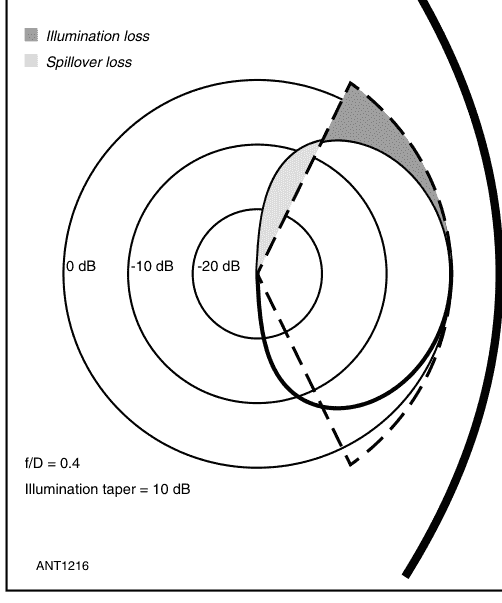 Illumination loss
Spillover loss
0 dB -10 dB -20 dB
f/D = 0.4
Illumination taper = 10 dB
ANT1216